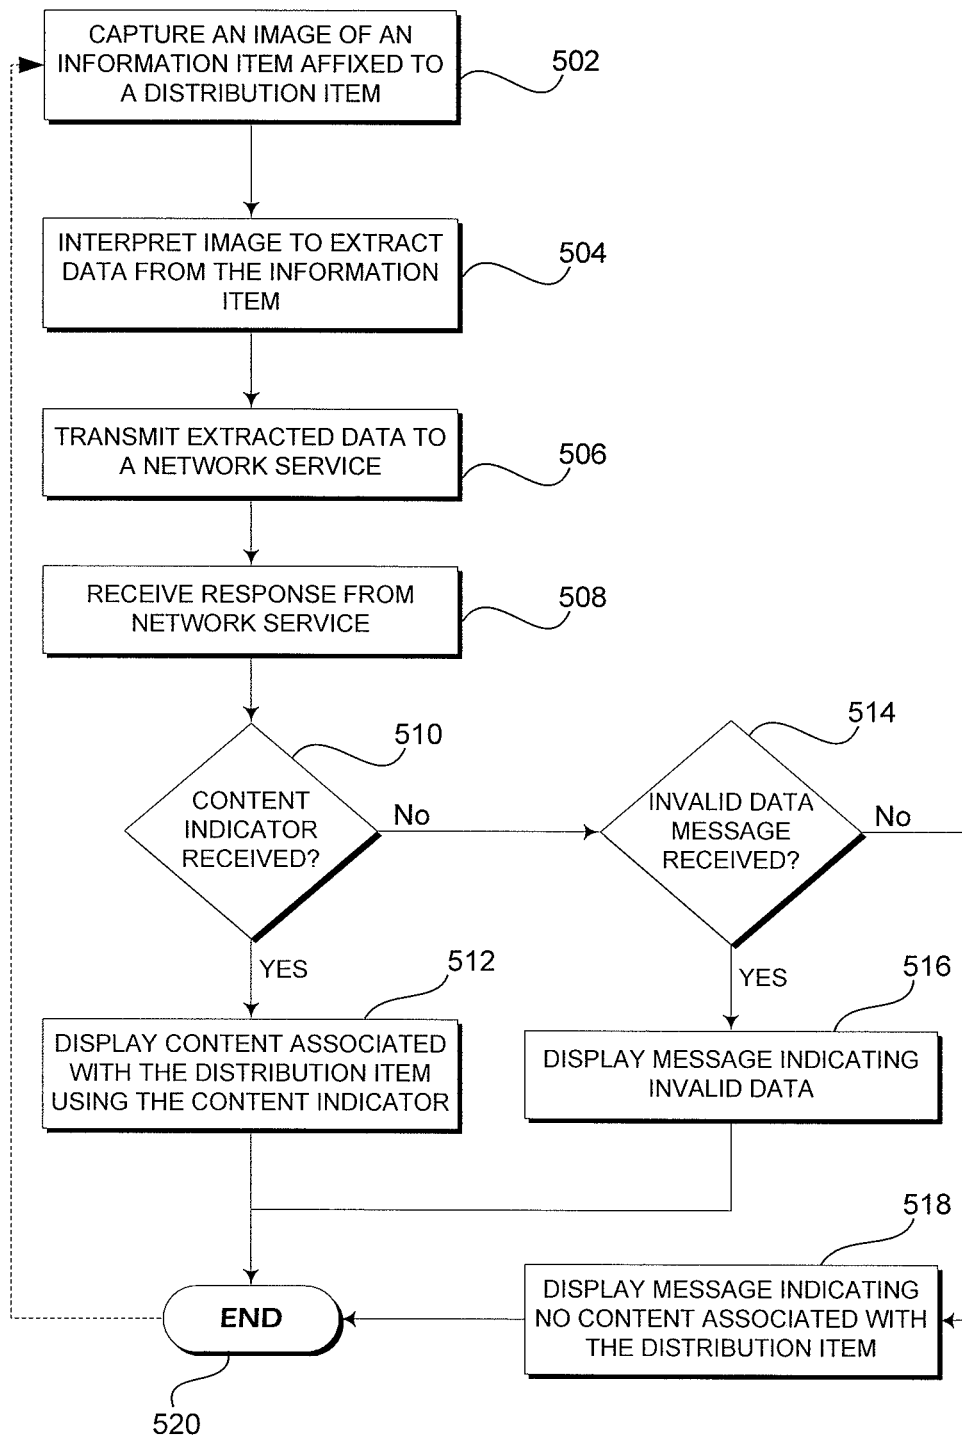 CAPTURE AN IMAGE OF AN
INFORMATION ITEM AFFIXED TO
A DISTRIBUTION ITEM
502
INTERPRET IMAGE TO EXTRACT
DATA FROM THE INFORMATION
ITEM
504
TRANSMIT EXTRACTED DATA TO
A NETWORK SERVICE
506
RECEIVE RESPONSE FROM
NETWORK SERVICE
508
510
CONTENT
INDICATOR
RECEIVED?
No
514
INVALID DATA
MESSAGE
RECEIVED?
No
YES
512
DISPLAY CONTENT ASSOCIATED
WITH THE DISTRIBUTION ITEM
USING THE CONTENT INDICATOR
YES
516
DISPLAY MESSAGE INDICATING
INVALID DATA
518
DISPLAY MESSAGE INDICATING
NO CONTENT ASSOCIATED WITH
THE DISTRIBUTION ITEM
END
520